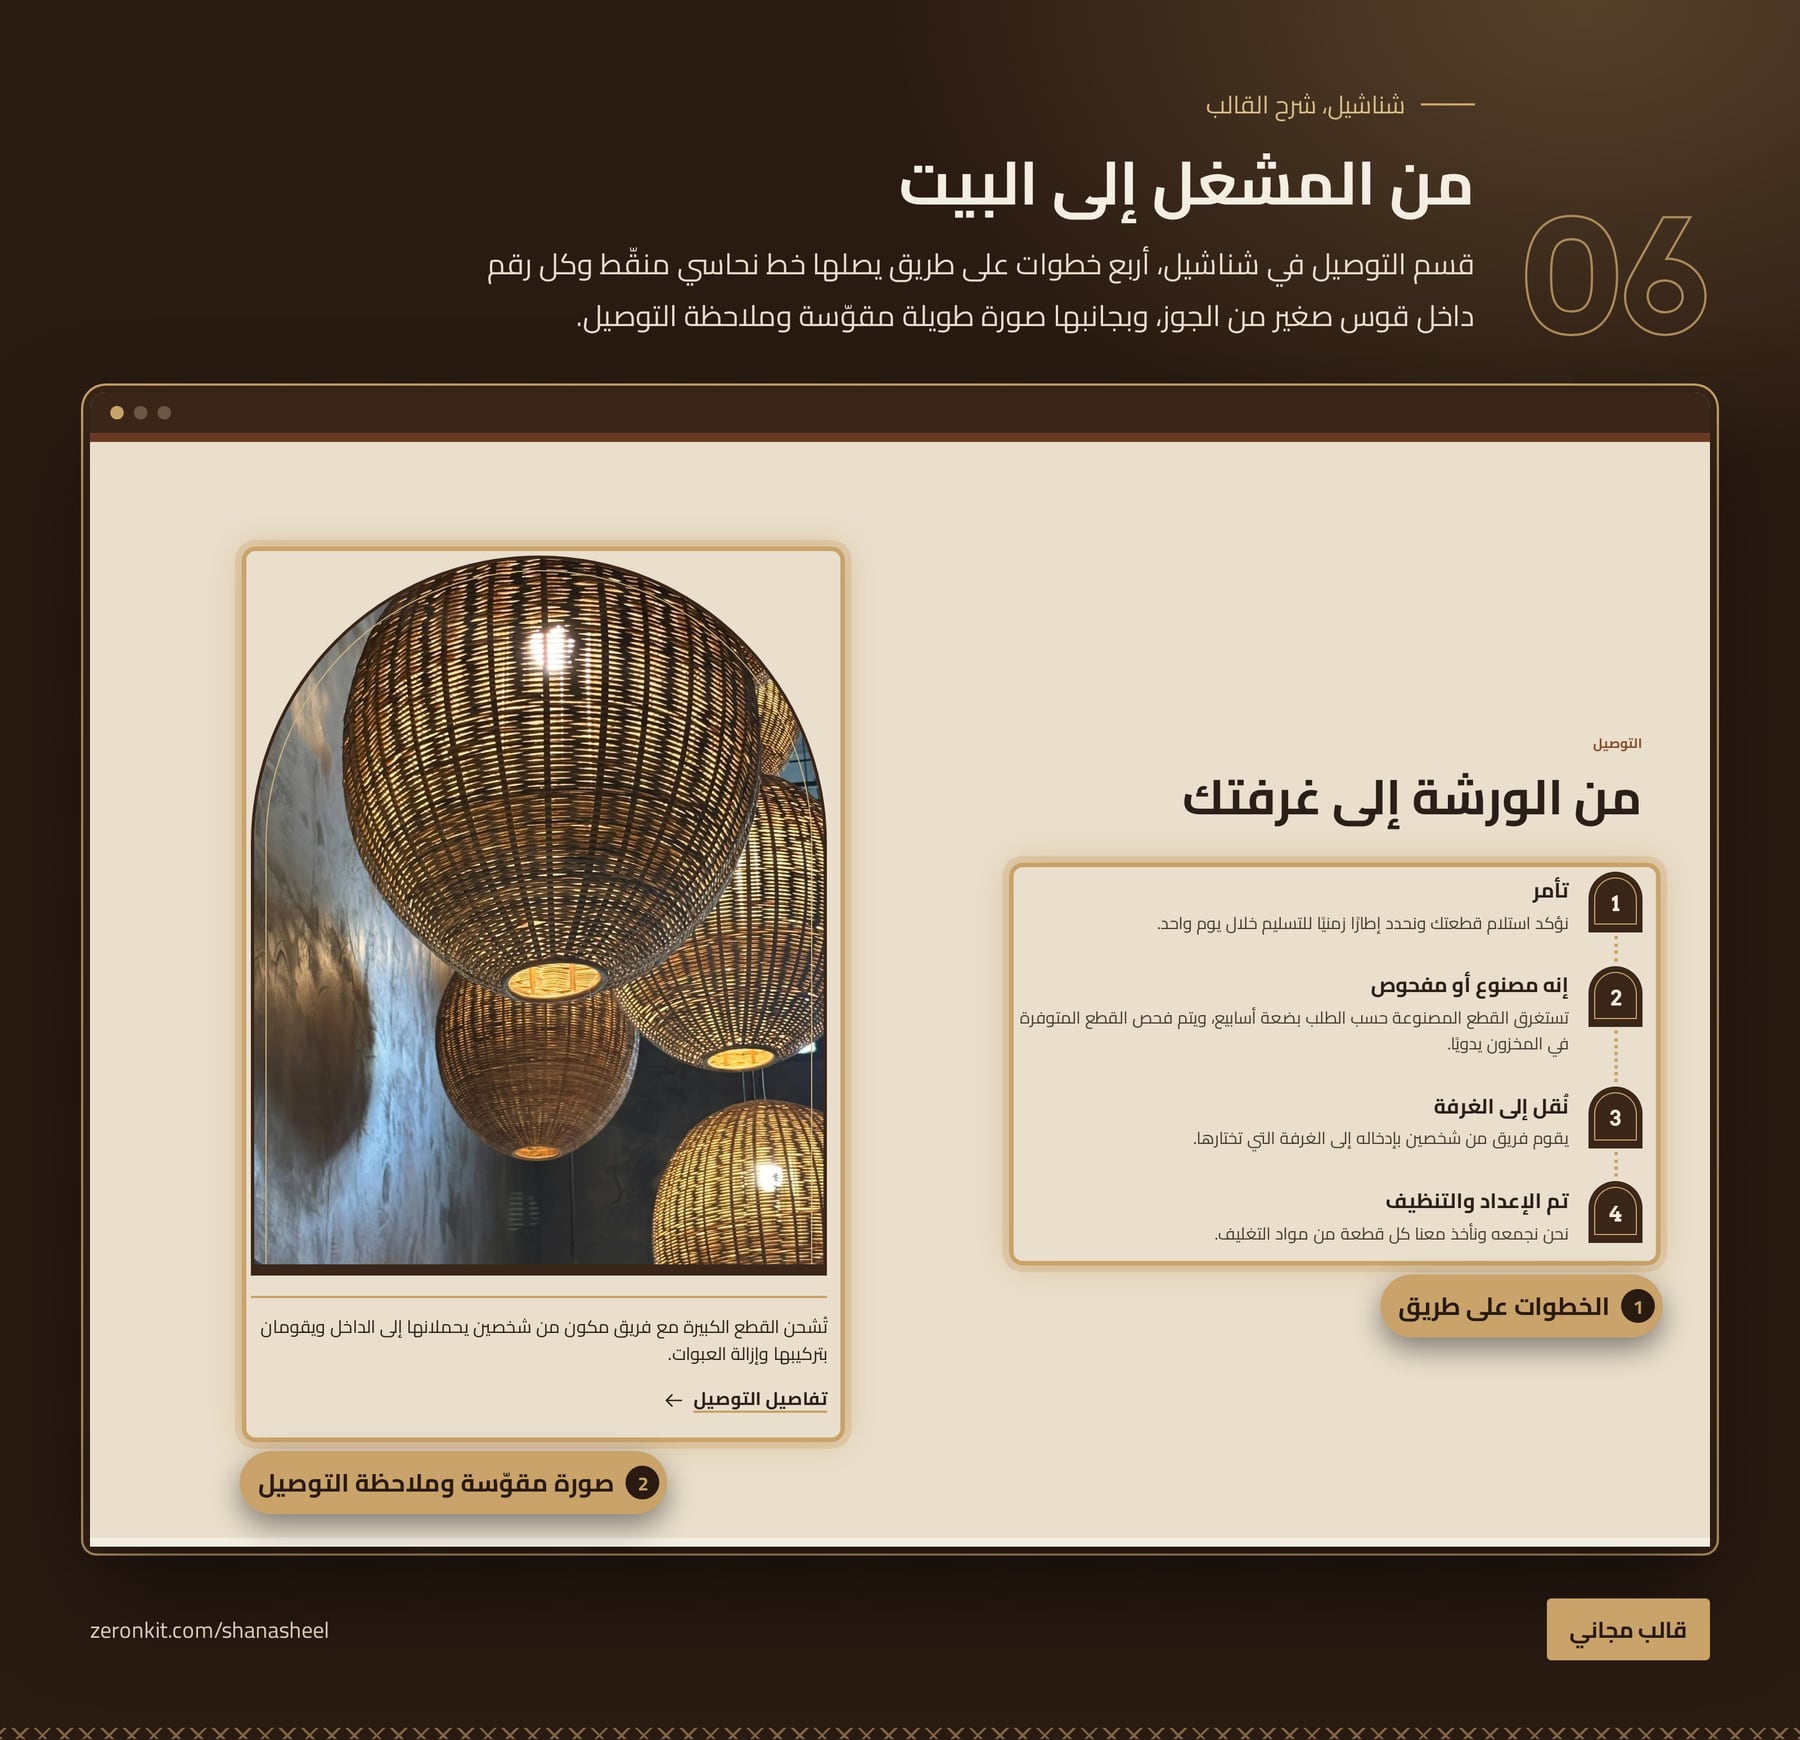 شناشيل، شرح القالب
من المشغل إلى البيت
06
قسم التوصيل في شناشيل، أربع خطوات على طريق يصلها خط نحاسي منقّط وكل رقم
داخل قوس صغير من الجوز، وبجانبها صورة طويلة مقوّسة وملاحظة التوصيل.
التوصيل
من الورشة إلى غرفتك
1
تأمر
نؤكد استلام قطعتك ونحدد إطارًا زمنيًا للتسليم خلال يوم واحد.
2
إنه مصنوع أو مفحوص
تستغرق القطع المصنوعة حسب الطلب بضعة أسابيع، ويتم فحص القطع المتوفرة
في المخزون يدويًا.
3
نُقل إلى الغرفة
يقوم فريق من شخصين بإدخاله إلى الغرفة التي تختارها.
4
تم الإعداد والتنظيف
نحن نجمعه ونأخذ معنا كل قطعة من مواد التغليف.
1 الخطوات على طريق
تُشحن القطع الكبيرة مع فريق مكون من شخصين يحملانها إلى الداخل ويقومان
بتركيبها وإزالة العبوات.
تفاصيل التوصيل ←
2 صورة مقوّسة وملاحظة التوصيل
قالب مجاني
zeronkit.com/shanasheel